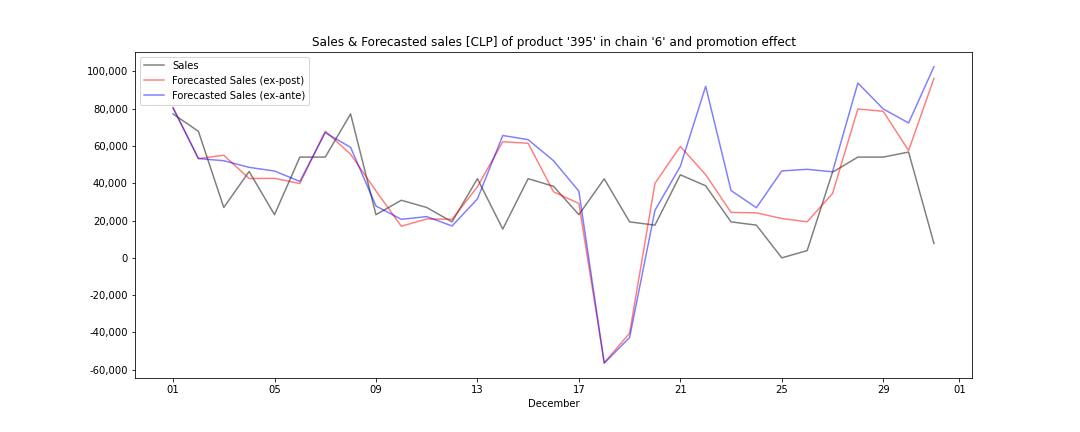 Sales & Forecasted sales [CLP] of product '395' in chain '6' and promotion effect
Sales
Forecasted Sales (ex-post)
Forecasted Sales (ex-ante)
100,000
80,000
60,000
40,000
20,000
0
-20,000
-40,000
-60,000
01 05 09 13 17 21 25 29 01
December